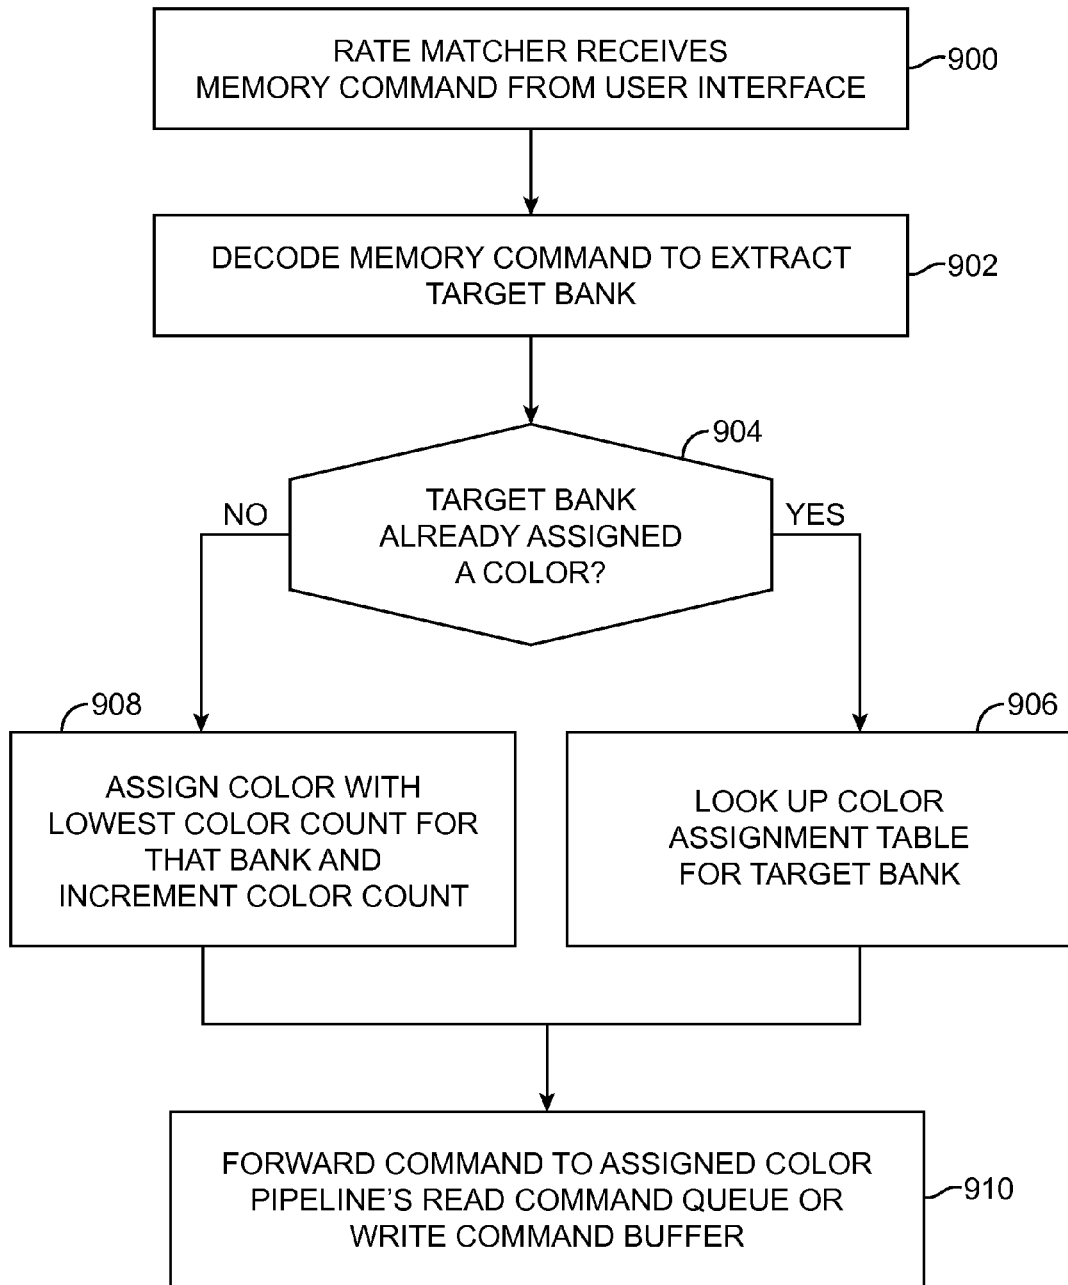 RATE MATCHER RECEIVES
MEMORY COMMAND FROM USER INTERFACE
900
DECODE MEMORY COMMAND TO EXTRACT
TARGET BANK
902
904
TARGET BANK
ALREADY ASSIGNED
A COLOR?
NO
YES
908
ASSIGN COLOR WITH
LOWEST COLOR COUNT FOR
THAT BANK AND
INCREMENT COLOR COUNT
906
LOOK UP COLOR
ASSIGNMENT TABLE
FOR TARGET BANK
FORWARD COMMAND TO ASSIGNED COLOR
PIPELINE'S READ COMMAND QUEUE OR
WRITE COMMAND BUFFER
910